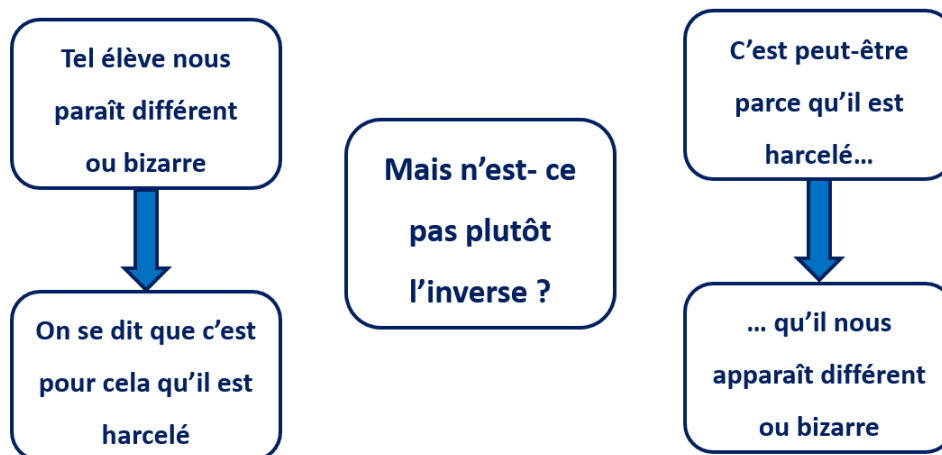 Tel élève nous
paraît différent
ou bizarre
On se dit que c’est
pour cela qu’il est
harcelé
Mais n’est- ce
pas plutôt
l’inverse ?
C’est peut-être
parce qu’il est
harcelé…
… qu’il nous
apparaît différent
ou bizarre